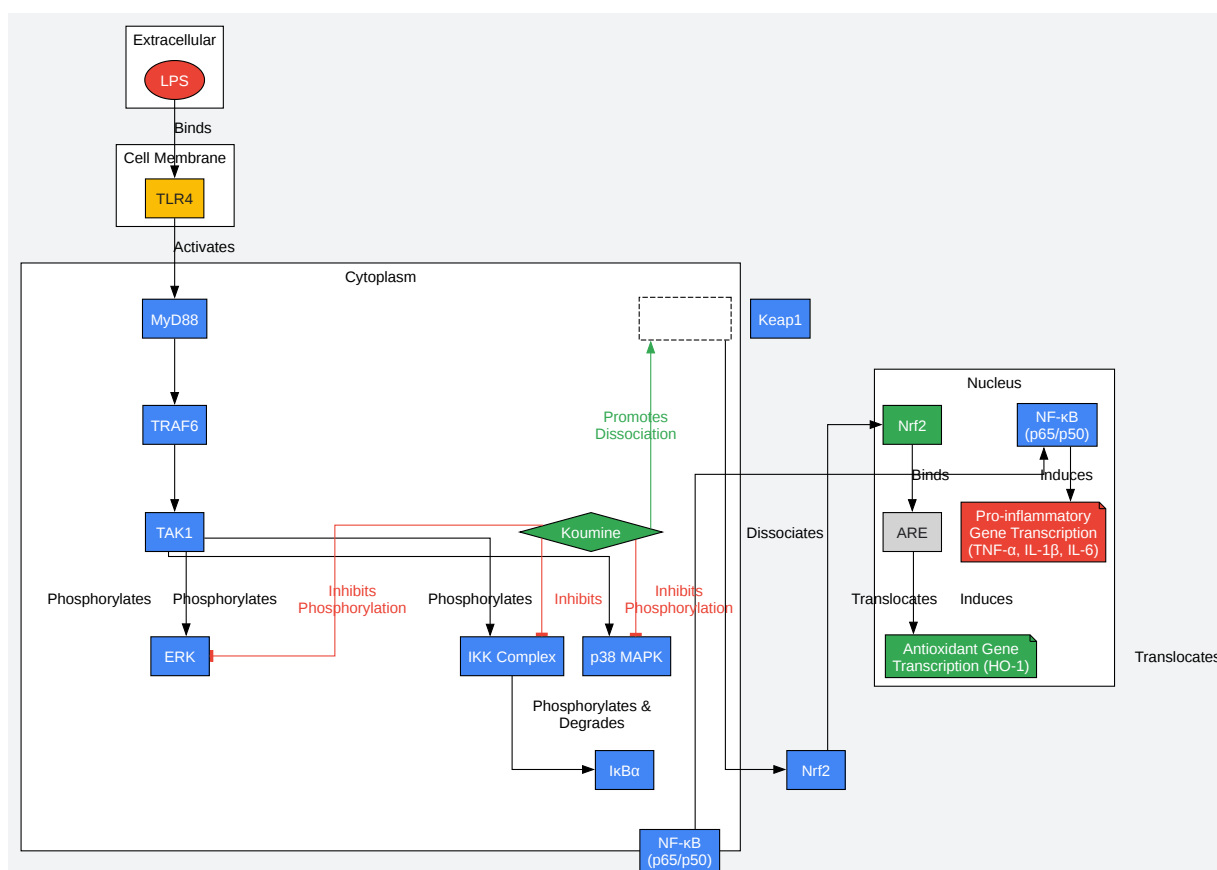 Extracellular
LPS
Binds
Cell Membrane
TLR4
Activates
Cytoplasm
MyD88
Keap1
Nucleus
TRAF6
Promotes
Dissociation
Nrf2
NF-κB
(p65/p50)
Binds
Induces
TAK1
Koumine
Dissociates
ARE
Pro-inflammatory
Gene Transcription
(TNF-α, IL-1β, IL-6)
Phosphorylates
Phosphorylates
Inhibits
Phosphorylation
Phosphorylates
Inhibits
Inhibits
Phosphorylation
Translocates
Induces
ERK
IKK Complex
p38 MAPK
Antioxidant Gene
Transcription (HO-1)
Translocates
Phosphorylates &
Degrades
IκBα
Nrf2
NF-κB
(p65/p50)